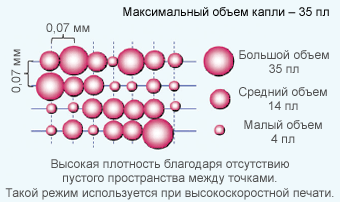 Максимальный объем капли – 35 пл
0,07 мм
0,07 мм
Большой объем
35 пл
Средний объем
14 пл
Малый объем
4 пл
Высокая плотность благодаря отсутствию
пустого пространства между точками.
Такой режим используется при высокоскоростной печати.